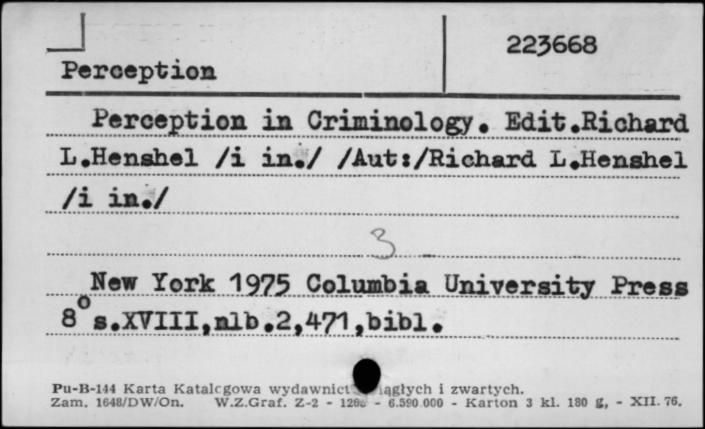 223668
Perception
Perception in Criminology. Edit.Richard
L.Henshel /i in./ /Aut:/Richard L.Henshel
/i in./
3
New York 1975 Columbia University Press
8° s.XVIII,nlb.2,471,bibl.
Pu-B-144 Karta Katalogowa wydawnict ągłych i zwartych.
Zam. 1648/DW/On. W.Z.Graf. Z-2 - - 6.590.000 - Karton 3 kl. 180 g, - XII. 76.